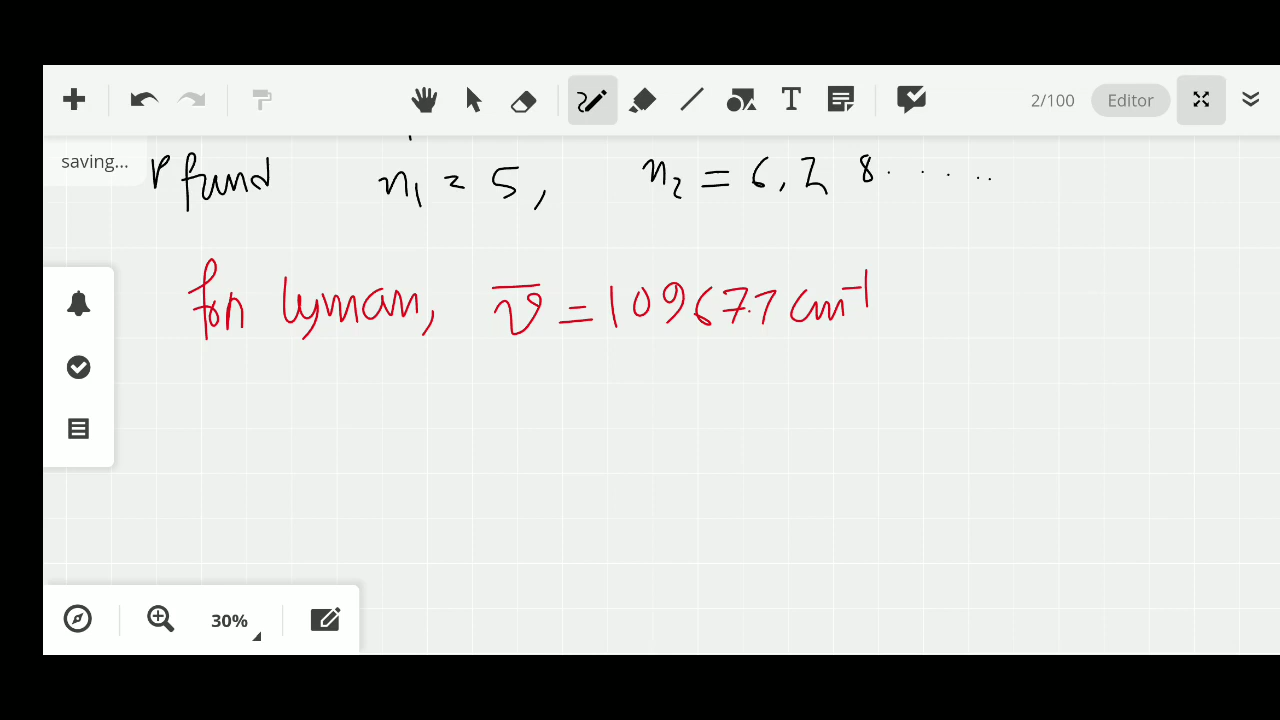 2/100 Editor
saving...
Pfund n₁ = 5, n₂ = 6, 7 8 ......
for lyman, ν̅ = 109677 cm⁻¹
30%